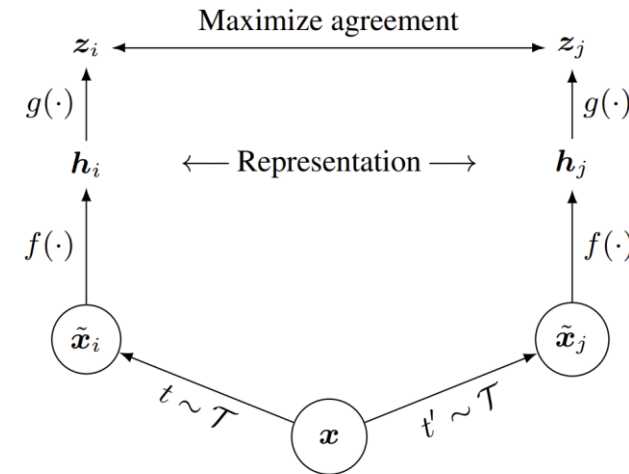 Maximize agreement
z_i z_j
g(·) g(·)
h_i ← Representation → h_j
f(·) f(·)
x̃_i x̃_j
t ∼ 𝒯 t′ ∼ 𝒯
x